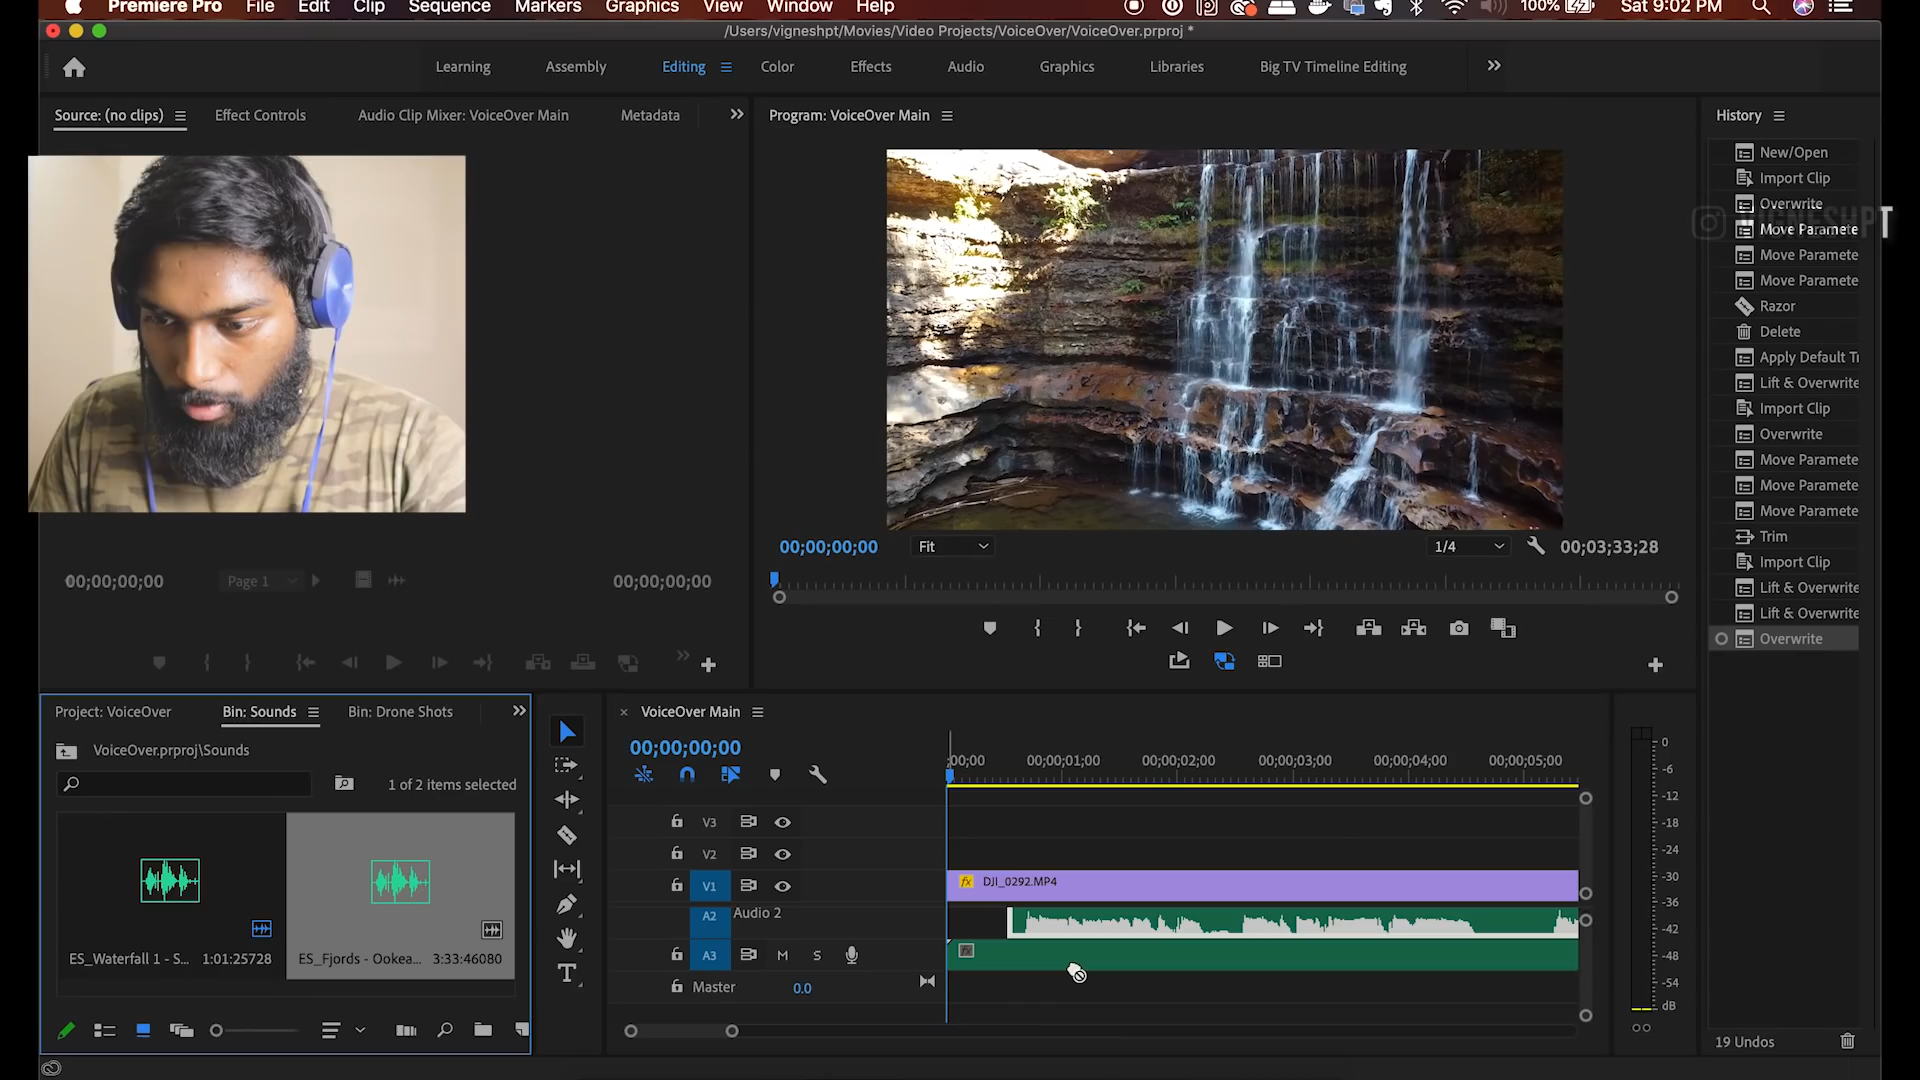 Premiere Pro File Edit Clip Sequence Markers Graphics View Window Help 100% Sat 9:02 PM
/Users/vigneshpt/Movies/Video Projects/VoiceOver/VoiceOver.prproj *
Learning Assembly Editing Color Effects Audio Graphics Libraries Big TV Timeline Editing
Source: (no clips) Effect Controls Audio Clip Mixer: VoiceOver Main Metadata
Program: VoiceOver Main
History
New/Open
Import Clip
Overwrite
VIGNESHPT
Move Paramete
Move Paramete
Move Paramete
Razor
Delete
Apply Default Tr
Lift & Overwrite
Import Clip
Overwrite
Move Paramete
Move Paramete
Move Paramete
Trim
Import Clip
Lift & Overwrite
Lift & Overwrite
Overwrite
19 Undos
00;00;00;00 Fit 1/4 00;03;33;28
00;00;00;00 Page 1 00;00;00;00
Project: VoiceOver Bin: Sounds Bin: Drone Shots
VoiceOver.prproj\Sounds
1 of 2 items selected
ES_Waterfall 1 - S... 1:01:25728
ES_Fjords - Ookea... 3:33:46080
VoiceOver Main
00;00;00;00
;00;00 00;00;01;00 00;00;02;00 00;00;03;00 00;00;04;00 00;00;05;00
V3
V2
V1 DJI_0292.MP4
A2 Audio 2
A3 M S
Master 0.0
0
-6
-12
-18
-24
-30
-36
-42
-48
-54
dB